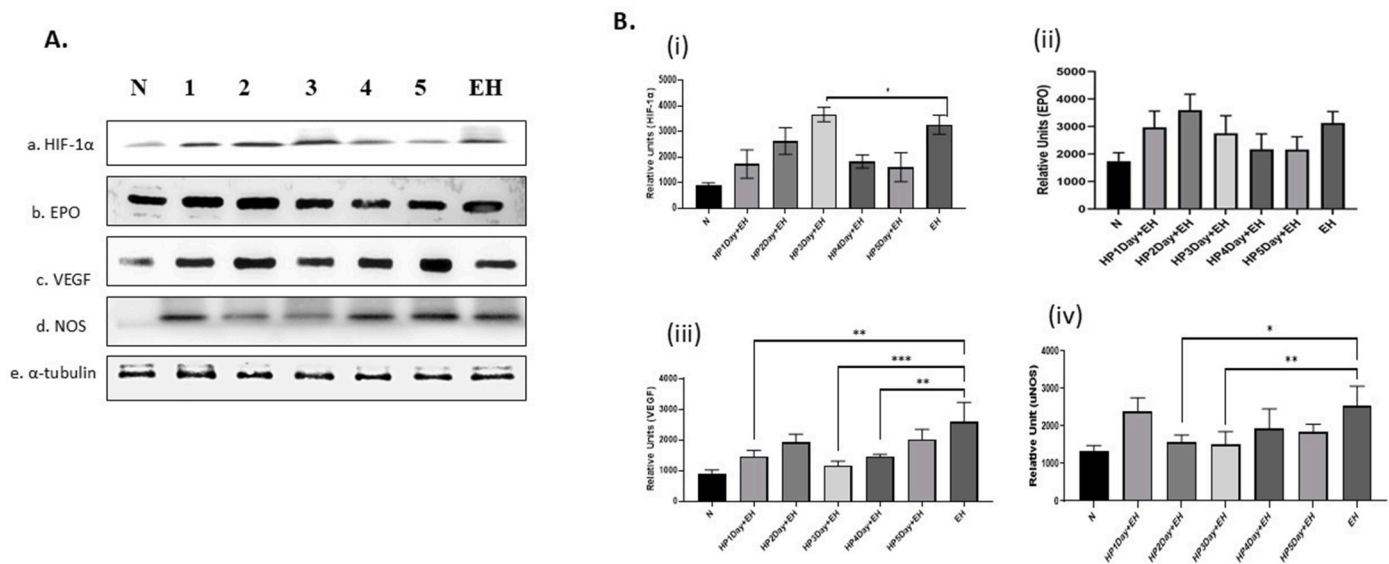 A.
N 1 2 3 4 5 EH
a. HIF-1α
b. EPO
c. VEGF
d. NOS
e. α-tubulin
B.
(i)
Relative Units (HIF-1α)
5000
4000
3000
2000
1000
0
*
N HP1Day+EH HP2Day+EH HP3Day+EH HP4Day+EH HP5Day+EH EH
(ii)
Relative Units (EPO)
5000
4000
3000
2000
1000
0
N HP1Day+EH HP2Day+EH HP3Day+EH HP4Day+EH HP5Day+EH EH
(iii)
Relative Units (VEGF)
4000
3000
2000
1000
0
**
***
**
N HP1Day+EH HP2Day+EH HP3Day+EH HP4Day+EH HP5Day+EH EH
(iv)
Relative Unit (uNOS)
4000
3000
2000
1000
0
*
**
N HP1Day+EH HP2Day+EH HP3Day+EH HP4Day+EH HP5Day+EH EH